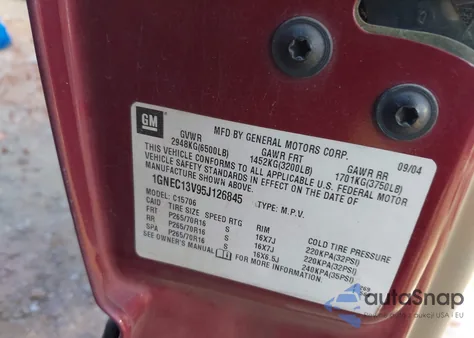 GM
MFD BY GENERAL MOTORS CORP. 09/04
GVWR GAWR FRT GAWR RR
2948KG(6500LB) 1452KG(3200LB) 1701KG(3750LB)
THIS VEHICLE CONFORMS TO ALL APPLICABLE U.S. FEDERAL MOTOR
VEHICLE SAFETY STANDARDS IN EFFECT ON THE DATE OF
MANUFACTURE SHOWN ABOVE.
1GNEC13V95J126845 TYPE: M.P.V.
MODEL: C15706
TIRE SIZE SPEED RTG RIM COLD TIRE PRESSURE
FRT P265/70R16 S 16X7J 220KPA(32PSI)
RR P265/70R16 S 16X7J 220KPA(32PSI)
SPA P265/70R16 S 16X6.5J 240KPA(35PSI)
SEE OWNER'S MANUAL FOR MORE INFORMATION
autoSnap
aukcji USA i EU